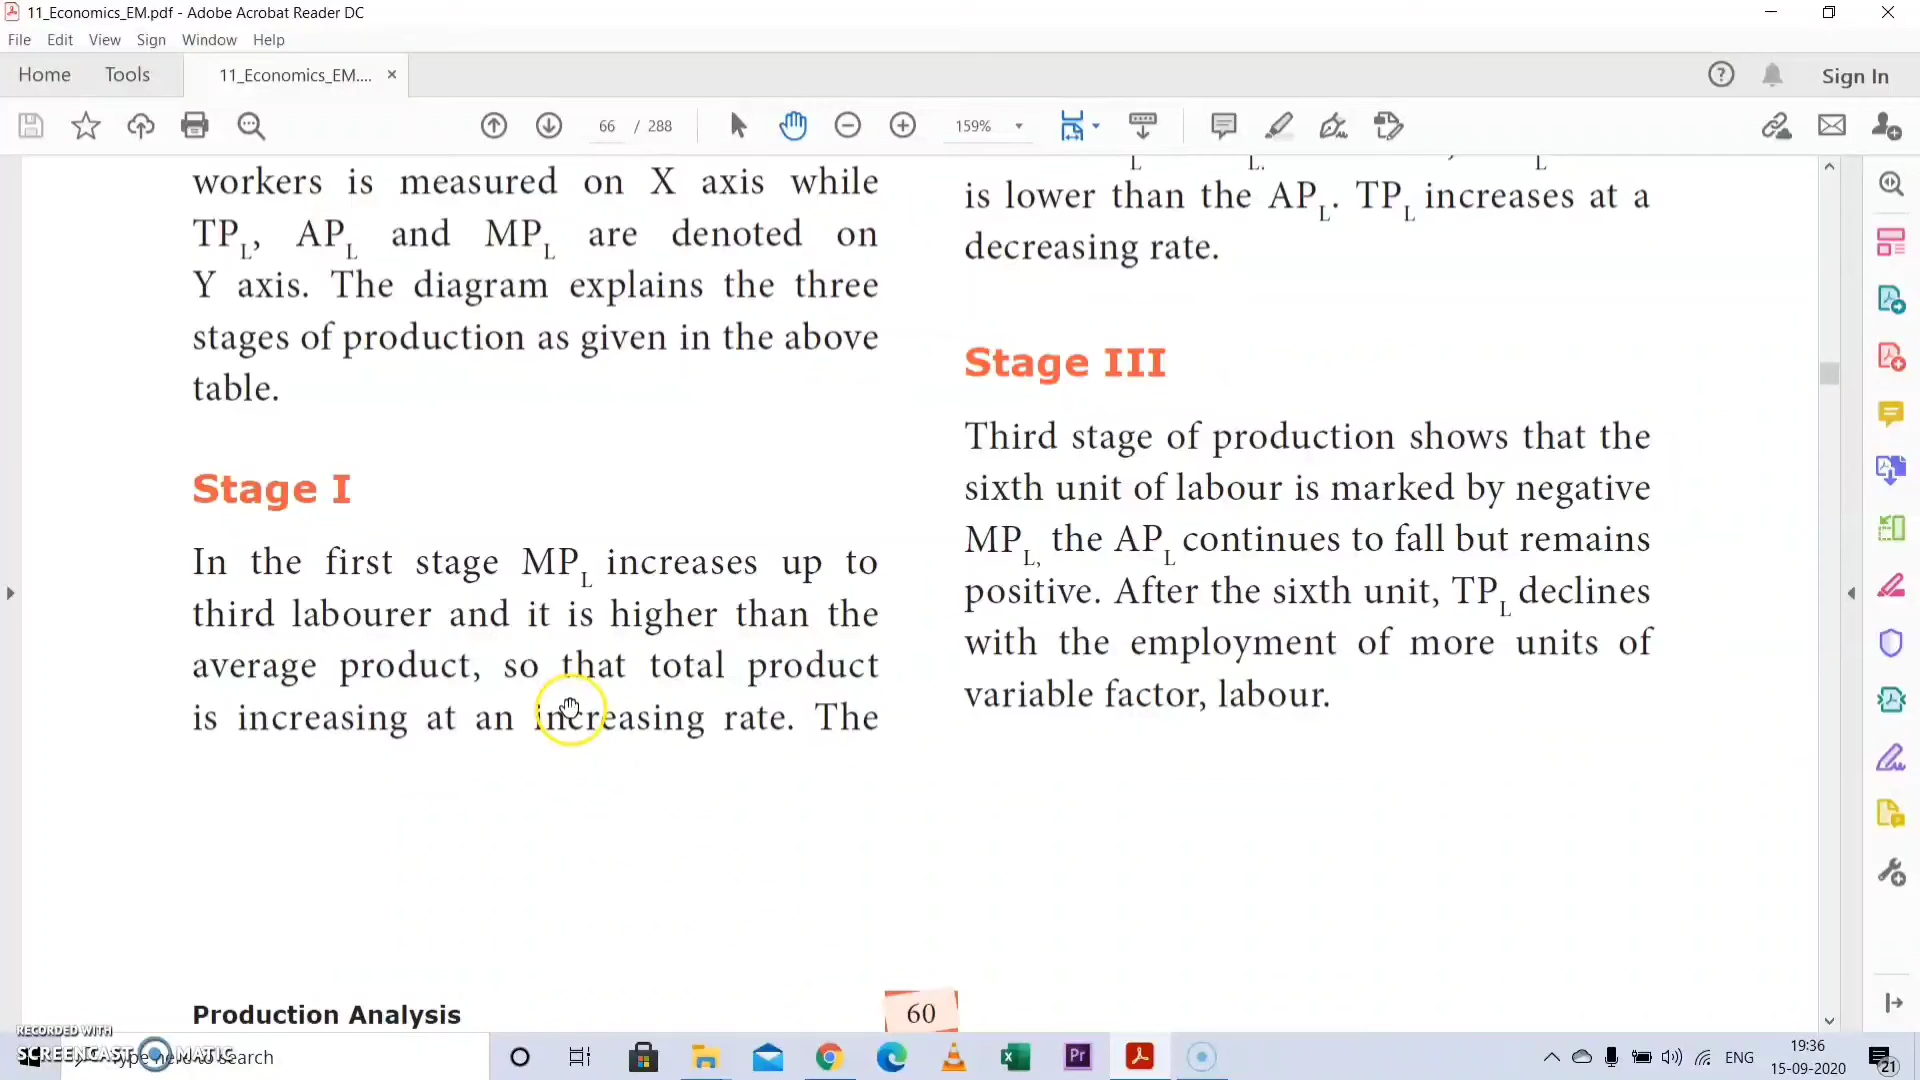 11_Economics_EM.pdf - Adobe Acrobat Reader DC
File Edit View Sign Window Help
Home Tools 11_Economics_EM.... × Sign In
66 / 288 159%
workers is measured on X axis while
TPL, APL and MPL are denoted on
Y axis. The diagram explains the three
stages of production as given in the above
table.
Stage I
In the first stage MPL increases up to
third labourer and it is higher than the
average product, so that total product
is increasing at an increasing rate. The
is lower than the APL. TPL increases at a
decreasing rate.
Stage III
Third stage of production shows that the
sixth unit of labour is marked by negative
MPL, the APL continues to fall but remains
positive. After the sixth unit, TPL declines
with the employment of more units of
variable factor, labour.
Production Analysis
60
RECORDED WITH
SCREENCAST MATIC
Type here to search
Pr
ENG
19:36
15-09-2020
21